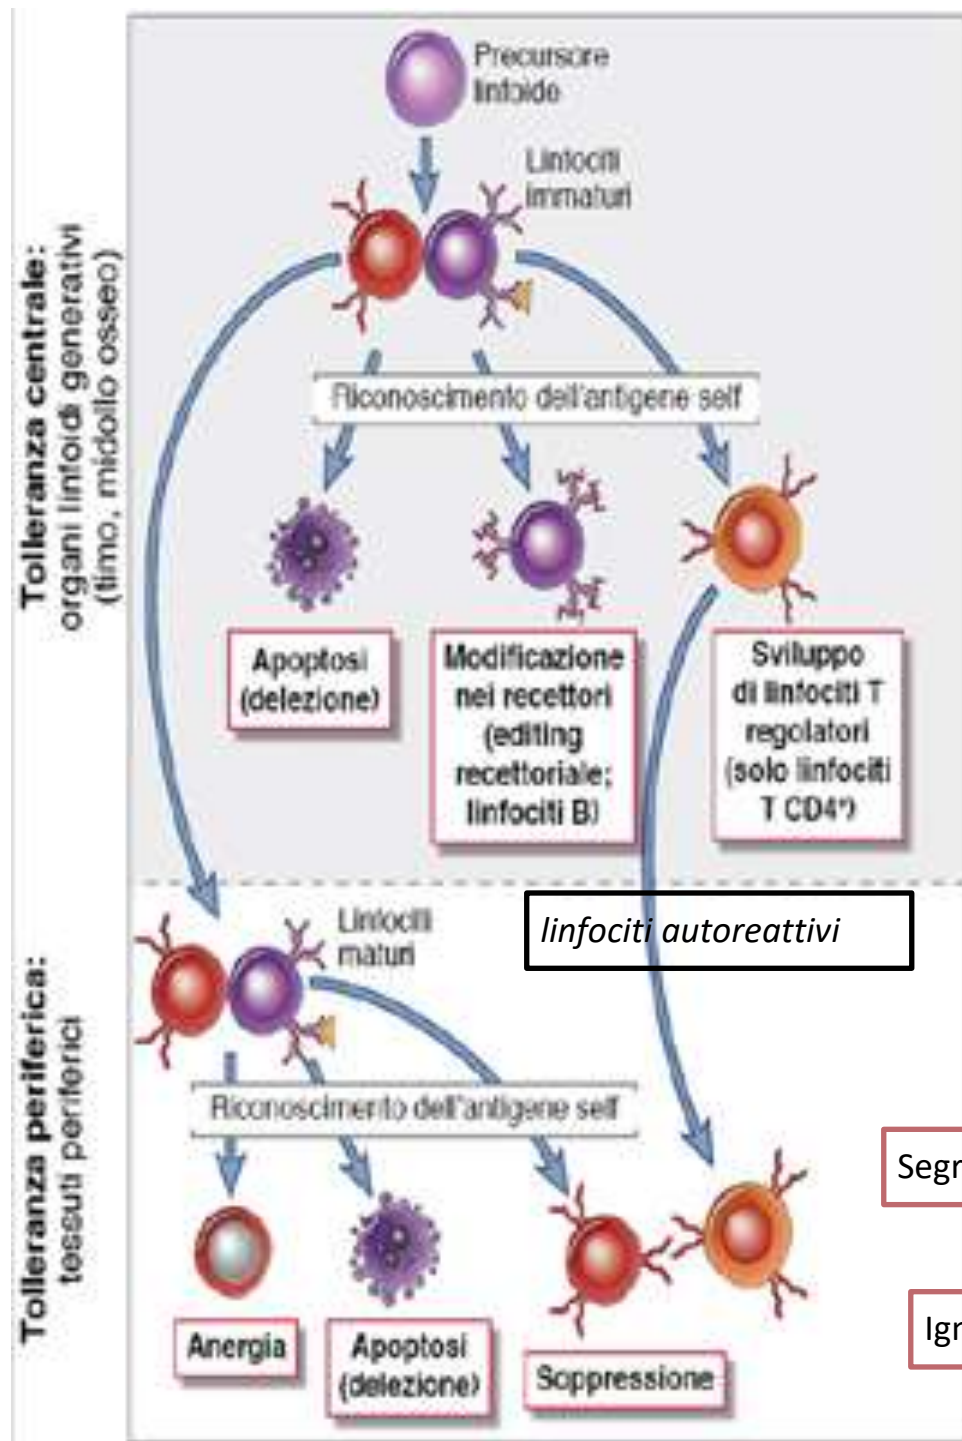 Precursore
linfoide
Linfociti
immaturi
Tolleranza centrale:
organi linfoidi generativi
(timo, midollo osseo)
Riconoscimento dell'antigene self
Apoptosi
(delezione)
Modificazione
nei recettori
(editing
recettoriale;
linfociti B)
Sviluppo
di linfociti T
regolatori
(solo linfociti
T CD4⁺)
linfociti autoreattivi
Linfociti
maturi
Tolleranza periferica:
tessuti periferici
Riconoscimento dell'antigene self
Segr
Igr
Anergia
Apoptosi
(delezione)
Soppressione